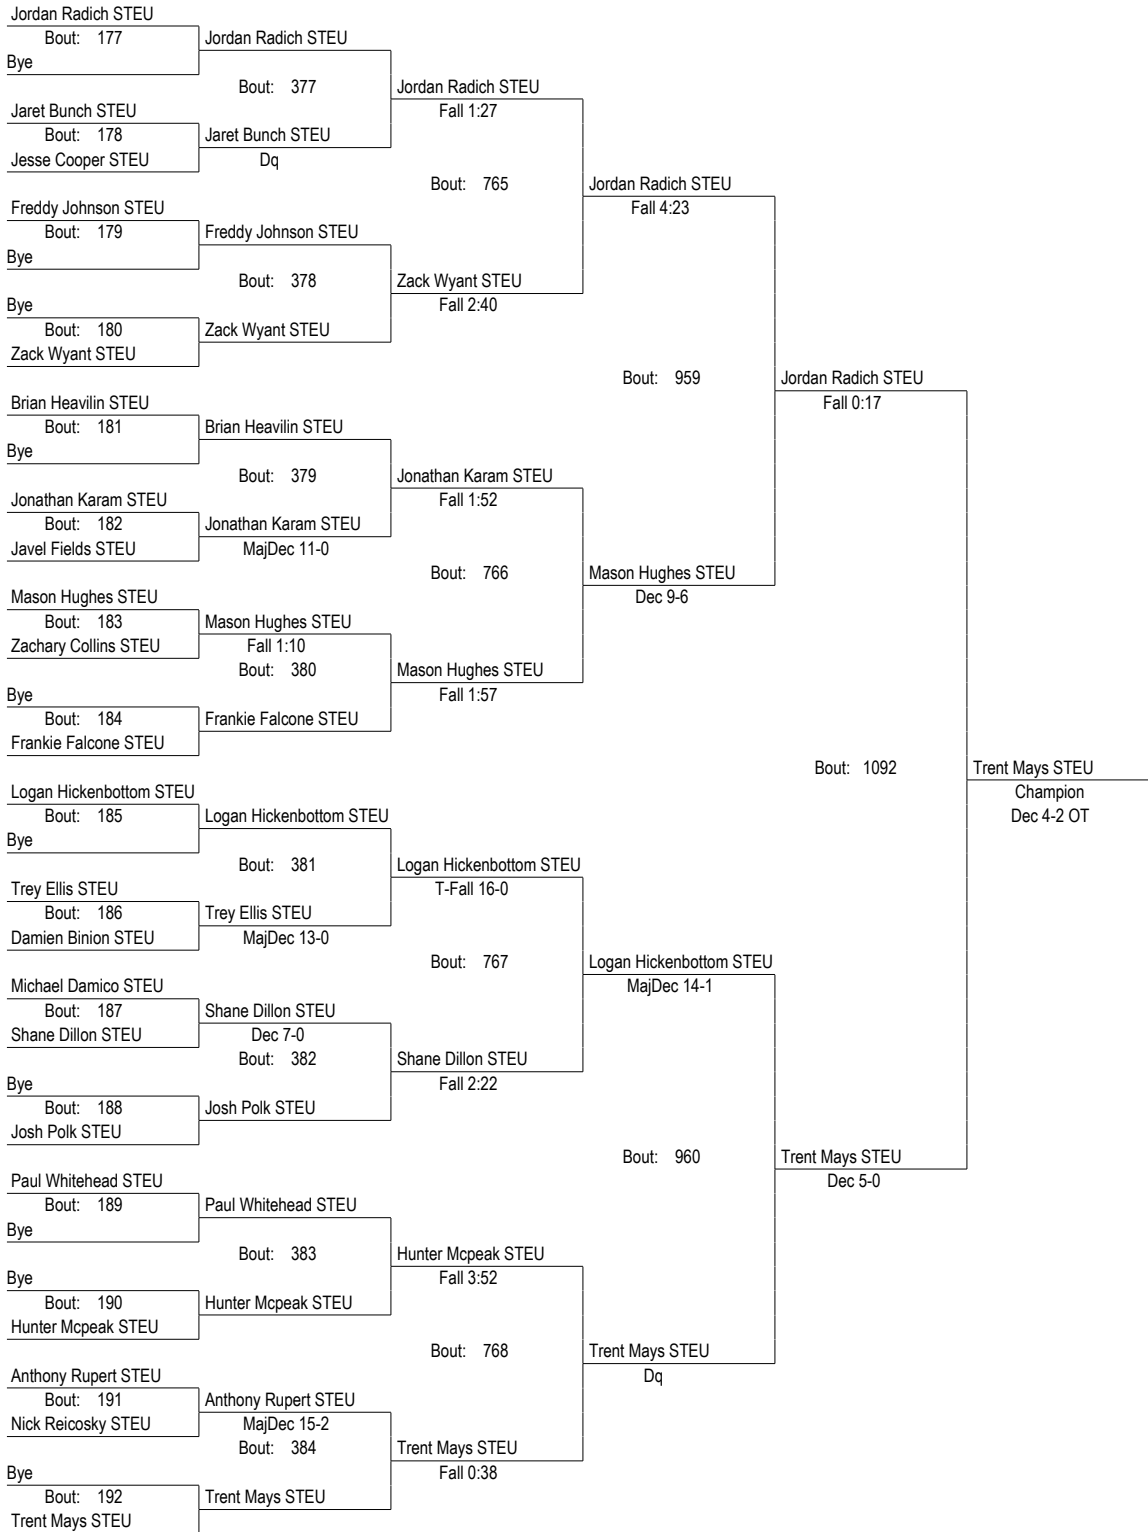 Jordan Radich STEU
Bout: 177 Jordan Radich STEU
Bye
Bout: 377 Jordan Radich STEU
Jaret Bunch STEU Fall 1:27
Bout: 178 Jaret Bunch STEU
Jesse Cooper STEU Dq
Bout: 765 Jordan Radich STEU
Freddy Johnson STEU Fall 4:23
Bout: 179 Freddy Johnson STEU
Bye
Bout: 378 Zack Wyant STEU
Bye Fall 2:40
Bout: 180 Zack Wyant STEU
Zack Wyant STEU
Bout: 959 Jordan Radich STEU
Brian Heavilin STEU Fall 0:17
Bout: 181 Brian Heavilin STEU
Bye
Bout: 379 Jonathan Karam STEU
Jonathan Karam STEU Fall 1:52
Bout: 182 Jonathan Karam STEU
Javel Fields STEU MajDec 11-0
Bout: 766 Mason Hughes STEU
Mason Hughes STEU Dec 9-6
Bout: 183 Mason Hughes STEU
Zachary Collins STEU Fall 1:10
Bout: 380 Mason Hughes STEU
Bye Fall 1:57
Bout: 184 Frankie Falcone STEU
Frankie Falcone STEU
Bout: 1092 Trent Mays STEU
Logan Hickenbottom STEU Champion
Bout: 185 Logan Hickenbottom STEU Dec 4-2 OT
Bye
Bout: 381 Logan Hickenbottom STEU
Trey Ellis STEU T-Fall 16-0
Bout: 186 Trey Ellis STEU
Damien Binion STEU MajDec 13-0
Bout: 767 Logan Hickenbottom STEU
Michael Damico STEU MajDec 14-1
Bout: 187 Shane Dillon STEU
Shane Dillon STEU Dec 7-0
Bout: 382 Shane Dillon STEU
Bye Fall 2:22
Bout: 188 Josh Polk STEU
Josh Polk STEU
Bout: 960 Trent Mays STEU
Paul Whitehead STEU Dec 5-0
Bout: 189 Paul Whitehead STEU
Bye
Bout: 383 Hunter Mcpeak STEU
Bye Fall 3:52
Bout: 190 Hunter Mcpeak STEU
Hunter Mcpeak STEU
Bout: 768 Trent Mays STEU
Anthony Rupert STEU Dq
Bout: 191 Anthony Rupert STEU
Nick Reicosky STEU MajDec 15-2
Bout: 384 Trent Mays STEU
Bye Fall 0:38
Bout: 192 Trent Mays STEU
Trent Mays STEU